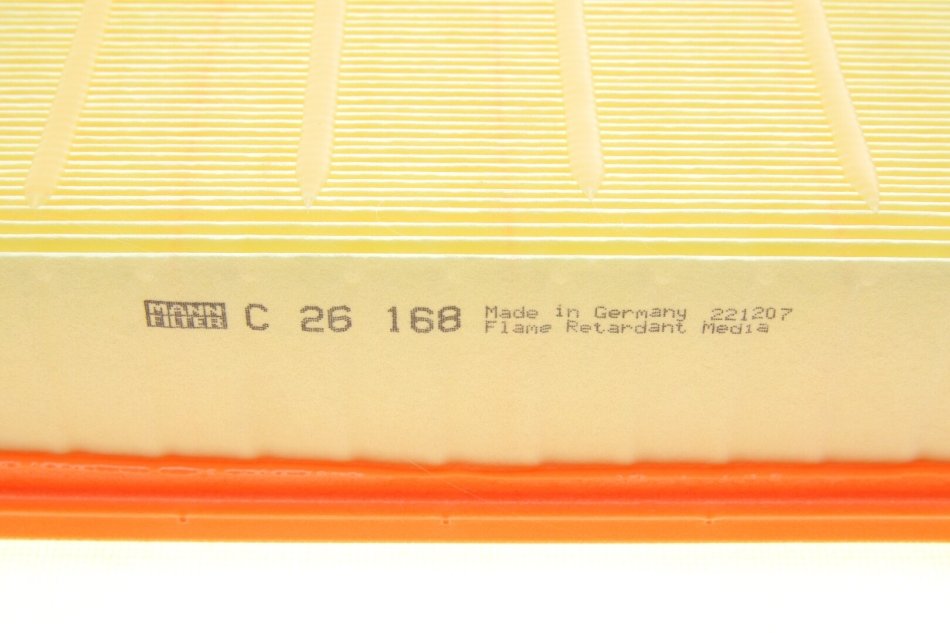 MANN
FILTER
C 26 168
Made in Germany 221207
Flame Retardant Media